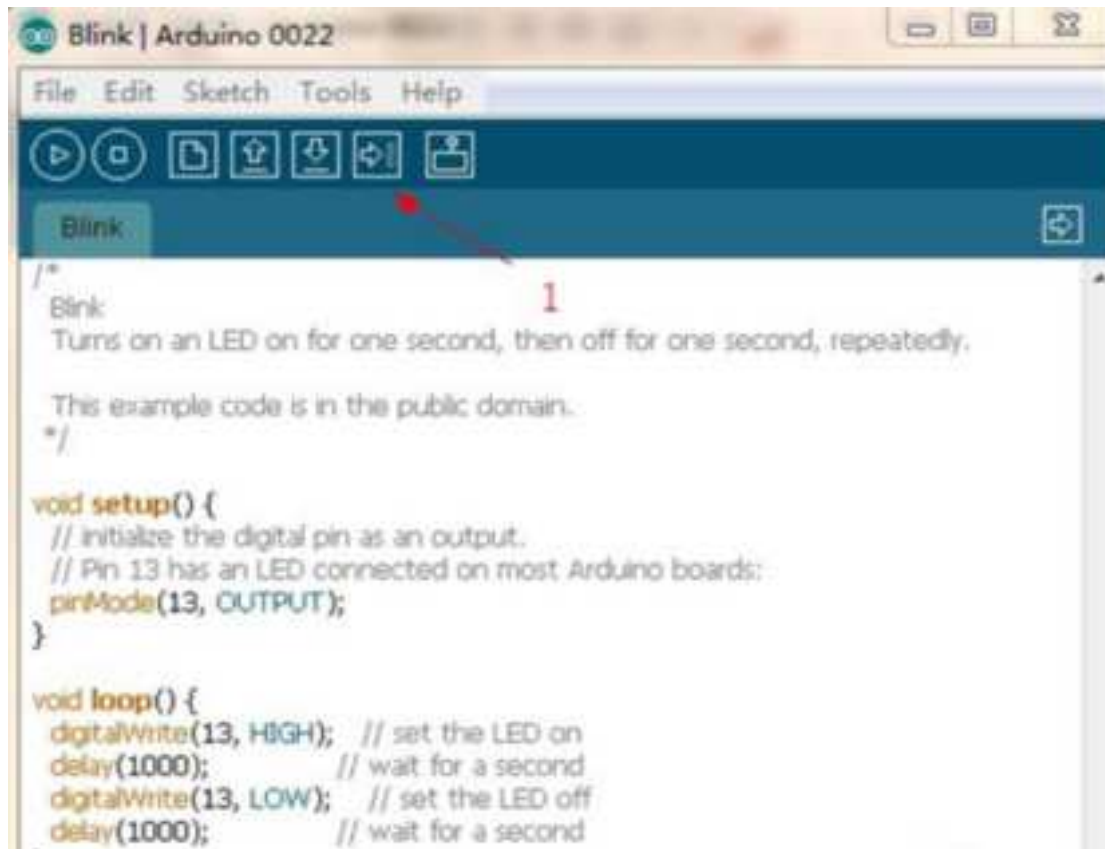 Blink | Arduino 0022
File Edit Sketch Tools Help
Blink
1
/*
Blink
Turns on an LED on for one second, then off for one second, repeatedly.
This example code is in the public domain.
*/
void setup() {
// initialize the digital pin as an output.
// Pin 13 has an LED connected on most Arduino boards:
pinMode(13, OUTPUT);
}
void loop() {
digitalWrite(13, HIGH); // set the LED on
delay(1000); // wait for a second
digitalWrite(13, LOW); // set the LED off
delay(1000); // wait for a second